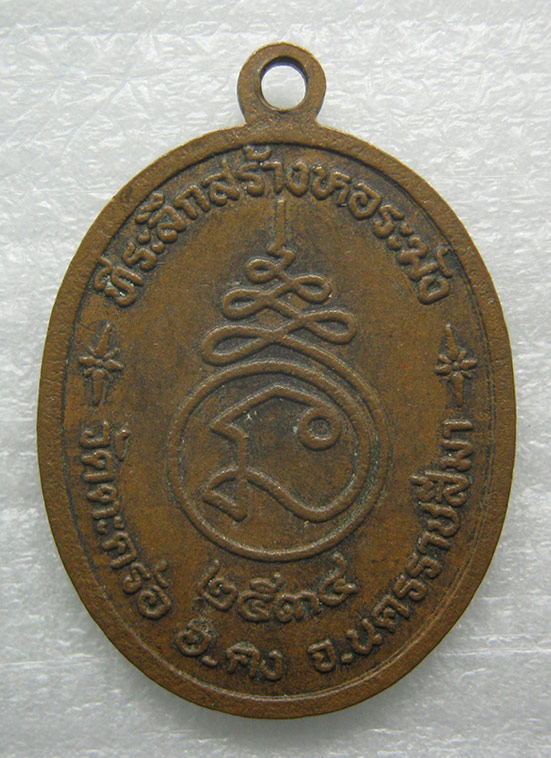 ที่ระลึกสร้างหอระฆัง
๒๕๓๔
วัดตะคร้อ อ.คง จ.นครราชสีมา